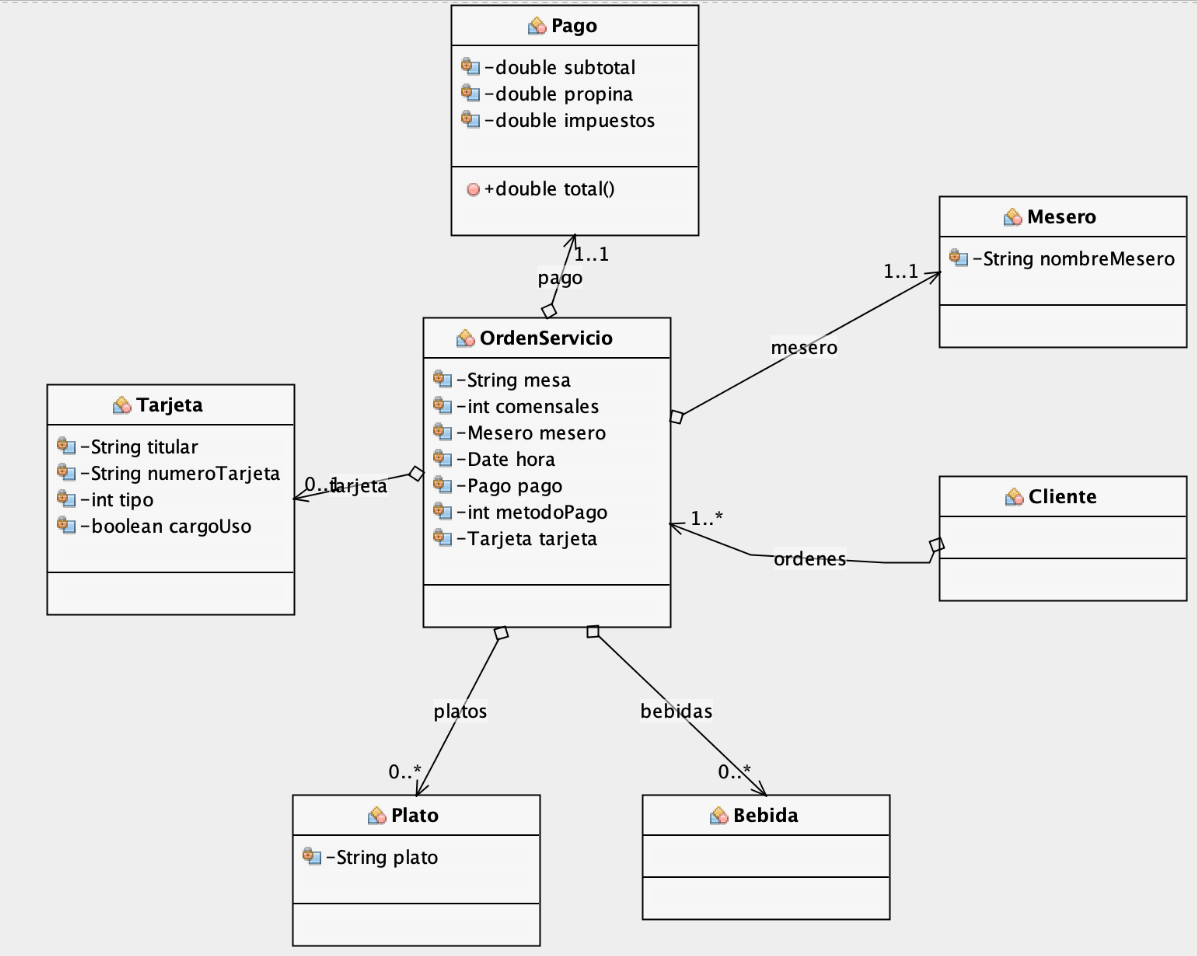 Pago
-double subtotal
-double propina
-double impuestos
+double total()
1..1
pago
Mesero
-String nombreMesero
1..1
mesero
OrdenServicio
-String mesa
-int comensales
-Mesero mesero
-Date hora
-Pago pago
-int metodoPago
-Tarjeta tarjeta
Tarjeta
-String titular
-String numeroTarjeta
-int tipo
-boolean cargoUso
0..1
tarjeta
Cliente
1..*
ordenes
platos
0..*
bebidas
0..*
Plato
-String plato
Bebida